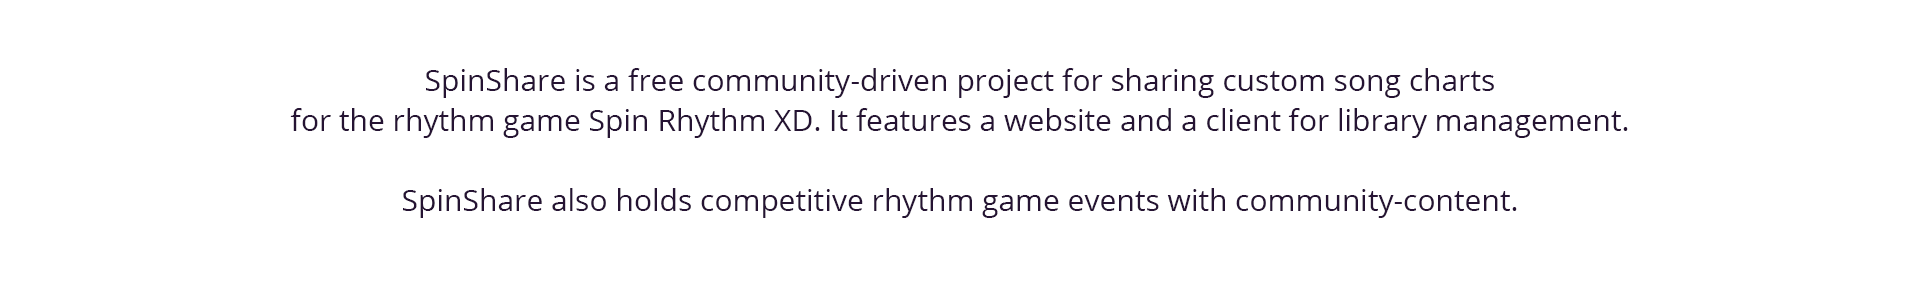 SpinShare is a free community-driven project for sharing custom song charts
for the rhythm game Spin Rhythm XD. It features a website and a client for library management.
SpinShare also holds competitive rhythm game events with community-content.